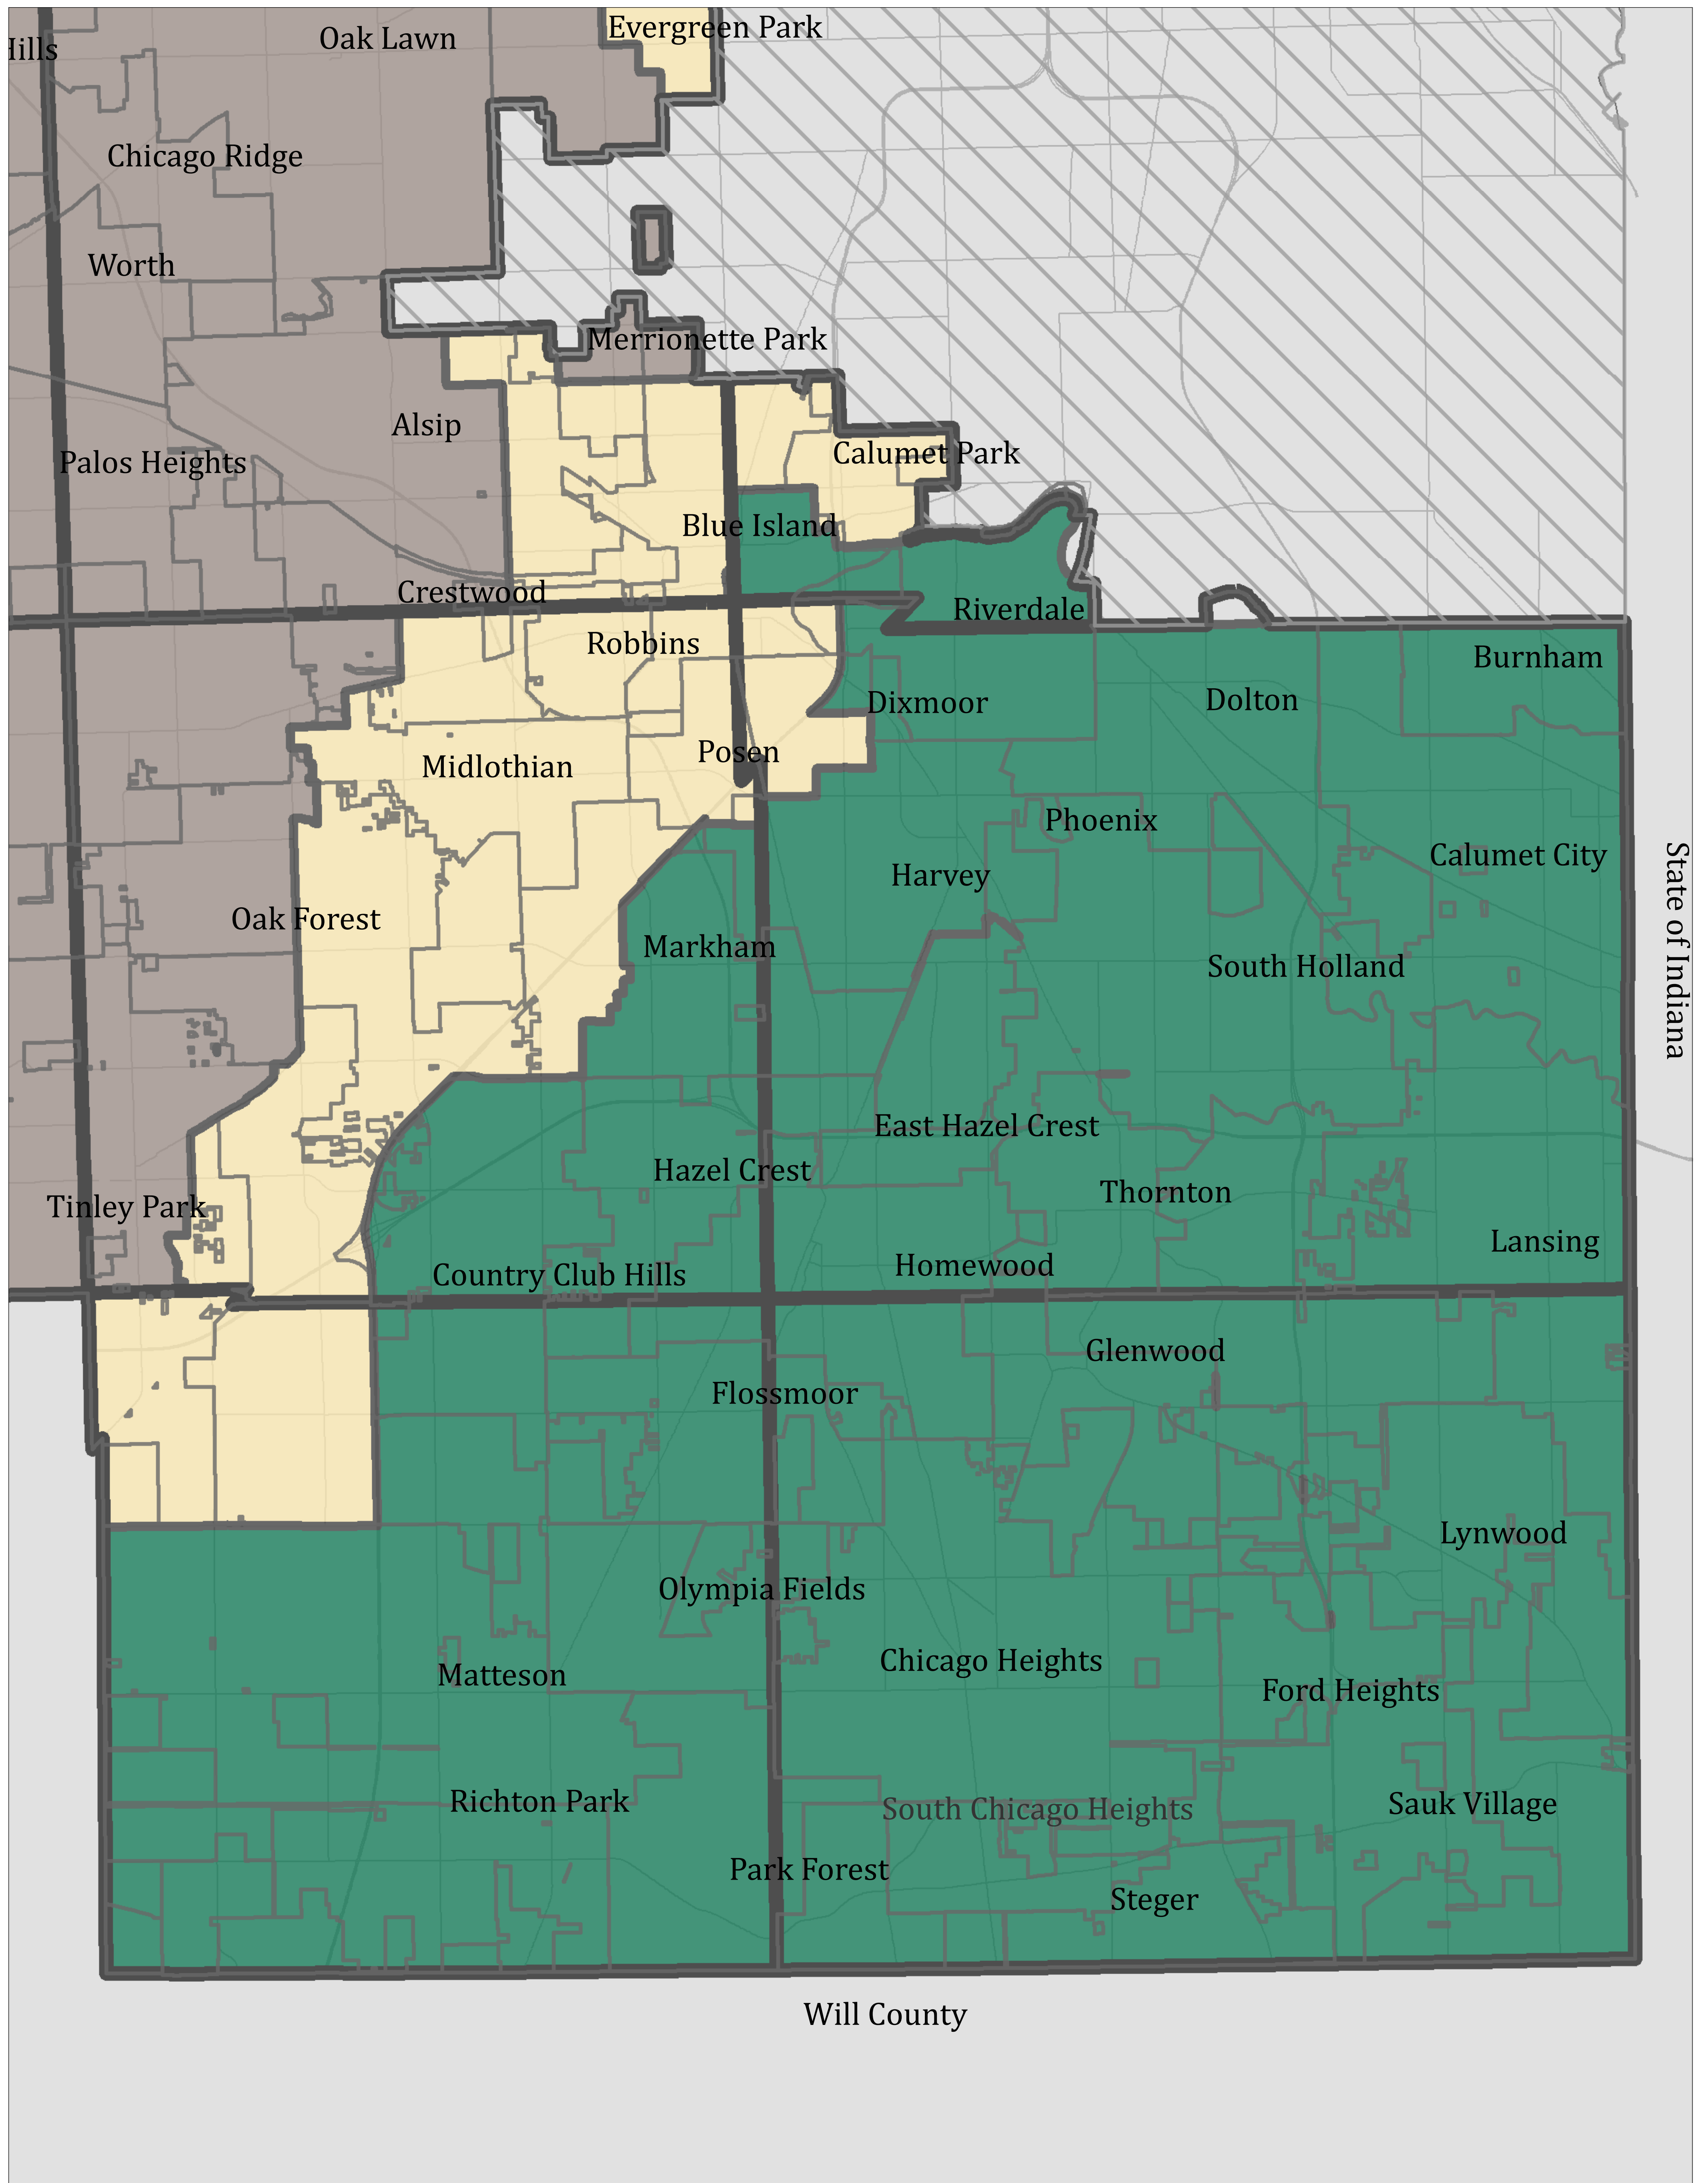 Evergreen Park
Oak Lawn
Hills
Chicago Ridge
Worth
Merrionette Park
Alsip
Calumet Park
Palos Heights
Blue Island
Crestwood
Riverdale
Robbins
Burnham
Dixmoor
Dolton
Posen
Midlothian
Phoenix
Calumet City
Harvey
Oak Forest
Markham
State of Indiana
South Holland
East Hazel Crest
Hazel Crest
Thornton
Tinley Park
Lansing
Homewood
Country Club Hills
Glenwood
Flossmoor
Lynwood
Olympia Fields
Chicago Heights
Matteson
Ford Heights
Richton Park
South Chicago Heights
Sauk Village
Park Forest
Steger
Will County